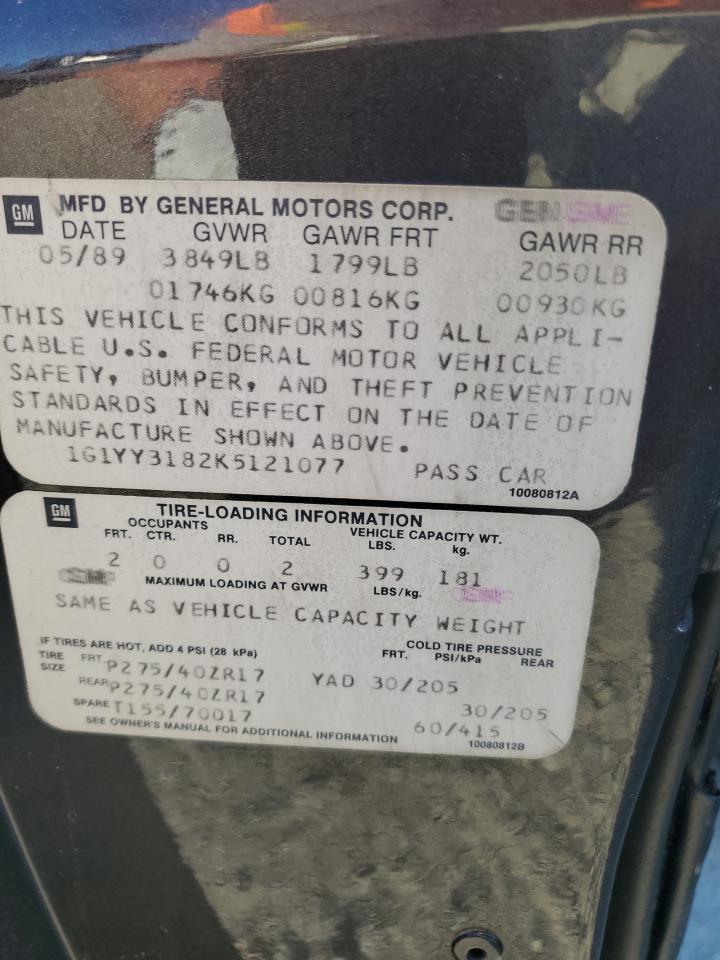 GM MFD BY GENERAL MOTORS CORP. GENUINE
DATE GVWR GAWR FRT GAWR RR
05/89 3849LB 1799LB 2050LB
01746KG 00816KG 00930KG
THIS VEHICLE CONFORMS TO ALL APPLI-
CABLE U.S. FEDERAL MOTOR VEHICLE
SAFETY, BUMPER, AND THEFT PREVENTION
STANDARDS IN EFFECT ON THE DATE OF
MANUFACTURE SHOWN ABOVE.
1G1YY3182K5121077 PASS CAR
10080812A
GM TIRE-LOADING INFORMATION
OCCUPANTS VEHICLE CAPACITY WT.
FRT. CTR. RR. TOTAL LBS. kg.
2 0 0 2 399 181
MAXIMUM LOADING AT GVWR LBS/kg.
SAME AS VEHICLE CAPACITY WEIGHT
IF TIRES ARE HOT, ADD 4 PSI (28 kPa) COLD TIRE PRESSURE
TIRE SIZE FRT. PSI/kPa REAR
FRT P275/40ZR17 YAD 30/205
REAR P275/40ZR17 30/205
SPARE T155/70D17 60/415
SEE OWNER'S MANUAL FOR ADDITIONAL INFORMATION 10080812B